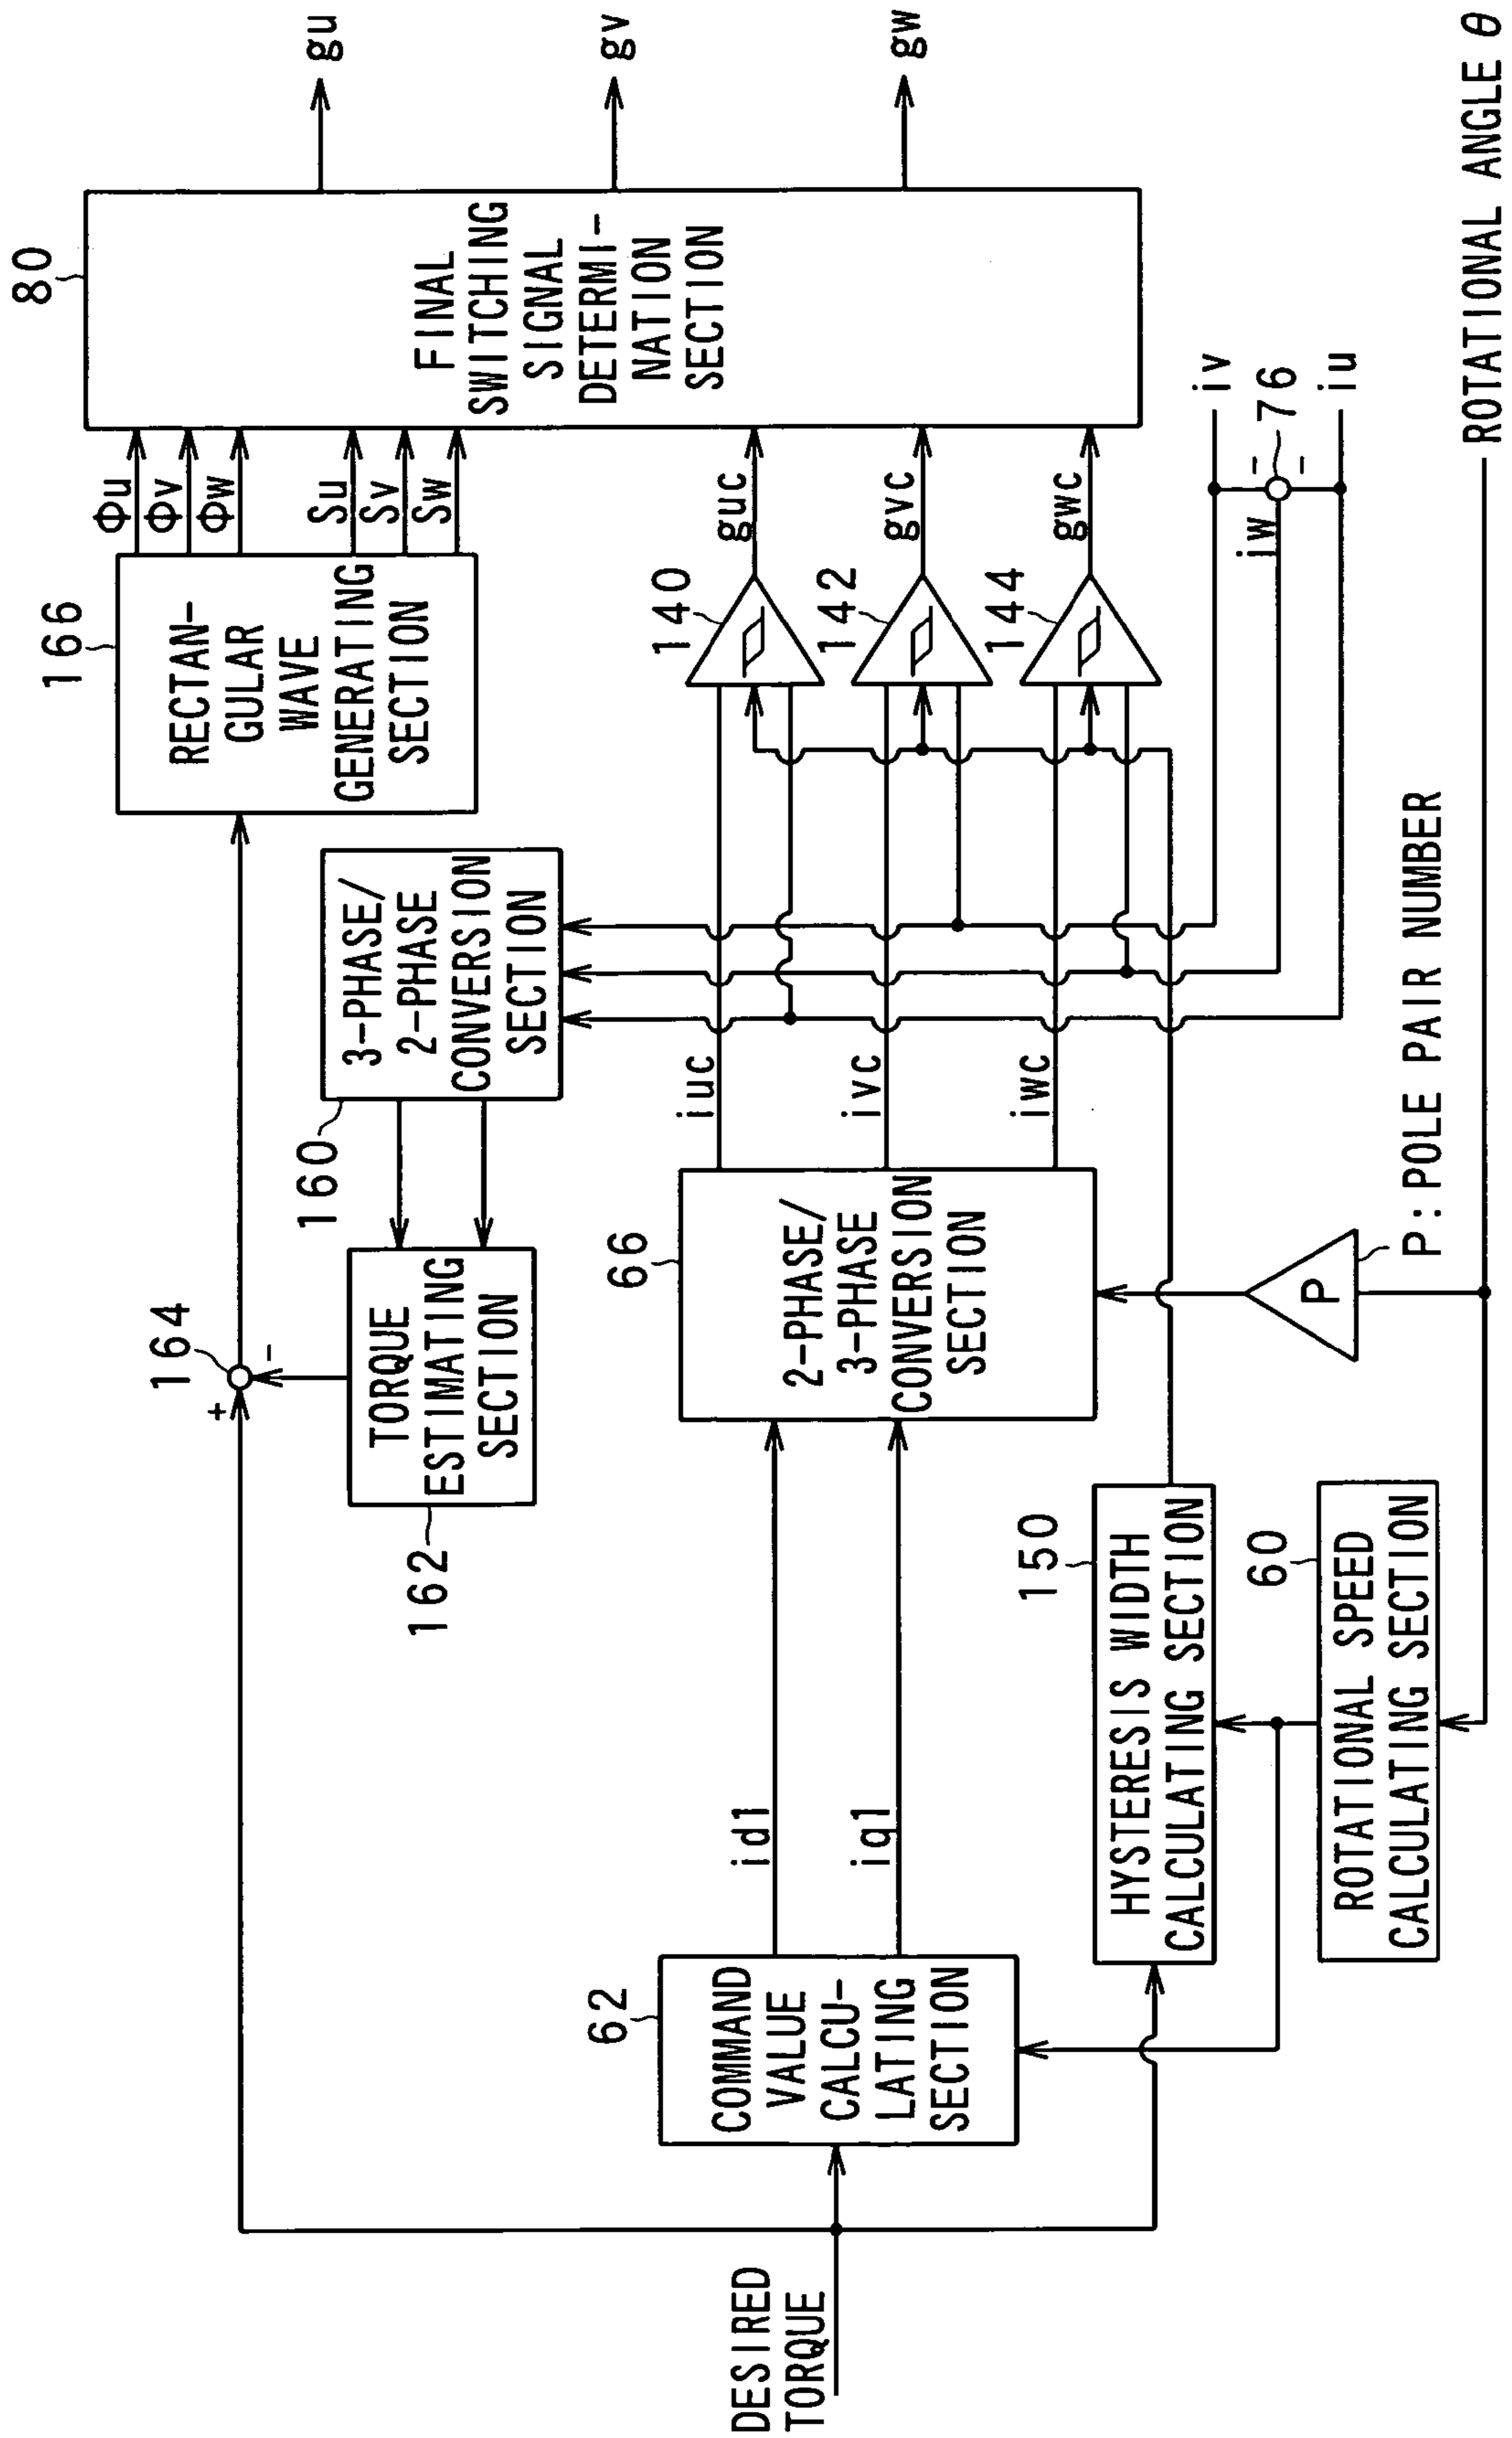 80
FINAL
SWITCHING
SIGNAL
DETERMI-
NATION
SECTION
gu
gv
gw
166
RECTAN-
GULAR
WAVE
GENERATING
SECTION
Φu
Φv
Φw
Su
Sv
Sw
164
+
-
160
3-PHASE/
2-PHASE
CONVERSION
SECTION
162
TORQUE
ESTIMATING
SECTION
140
guc
142
gvc
144
gwc
66
2-PHASE/
3-PHASE
CONVERSION
SECTION
iuc
ivc
iwc
62
COMMAND
VALUE
CALCU-
LATING
SECTION
id1
iq1
DESIRED
TORQUE
150
HYSTERESIS WIDTH
CALCULATING SECTION
60
ROTATIONAL SPEED
CALCULATING SECTION
P
P:POLE PAIR NUMBER
iv
iw
-
76
-
iu
ROTATIONAL ANGLE θ